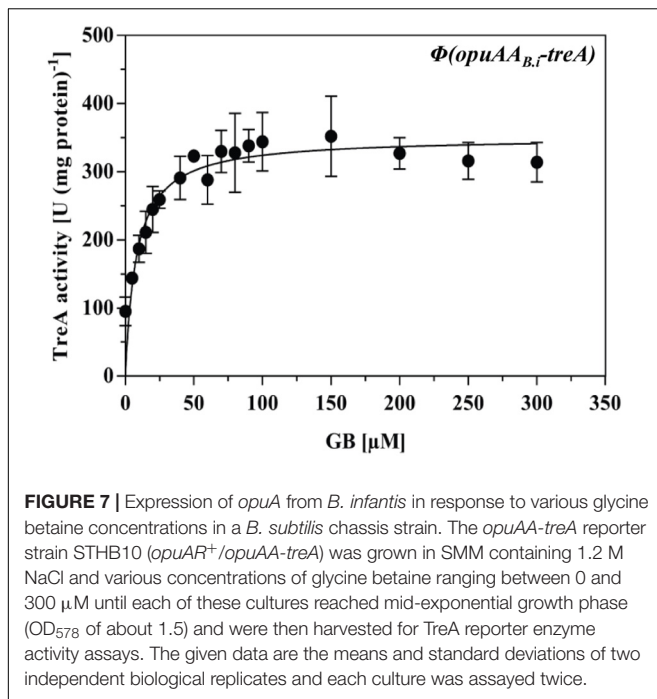 500
Φ(opuAA_B.i-treA)
400
300
200
100
0
TreA activity [U (mg protein)⁻¹]
0 50 100 150 200 250 300 350
GB [µM]
FIGURE 7 | Expression of opuA from B. infantis in response to various glycine
betaine concentrations in a B. subtilis chassis strain. The opuAA-treA reporter
strain STHB10 (opuAR⁺/opuAA-treA) was grown in SMM containing 1.2 M
NaCl and various concentrations of glycine betaine ranging between 0 and
300 µM until each of these cultures reached mid-exponential growth phase
(OD₅₇₈ of about 1.5) and were then harvested for TreA reporter enzyme
activity assays. The given data are the means and standard deviations of two
independent biological replicates and each culture was assayed twice.